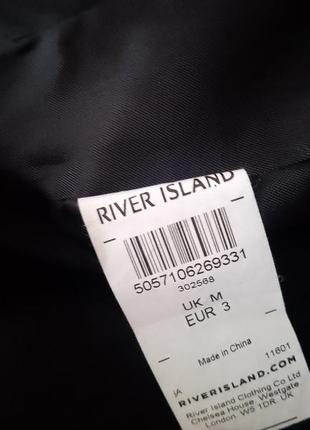 RIVER ISLAND
5057106269331
302568
UK M
EUR 3
Made in China
JA 11601
RIVERISLAND.COM
River Island Clothing Co Ltd
Chelsea House, Westgate
London W5 1DR. UK